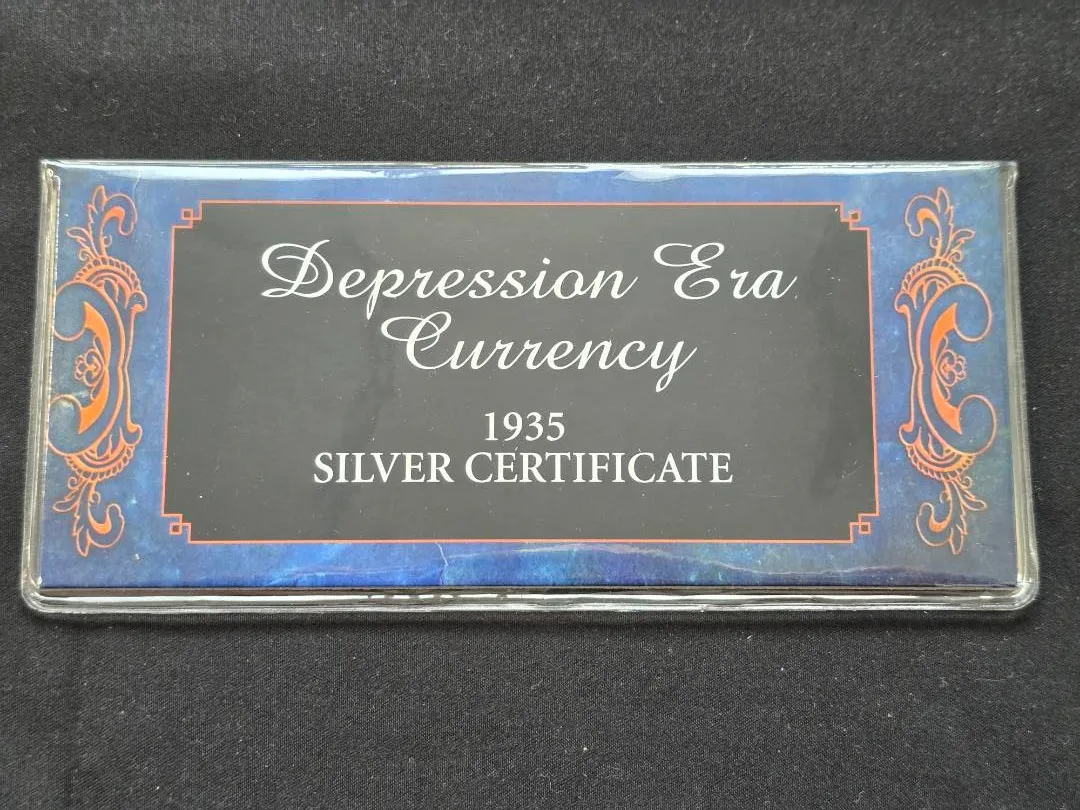 Depression Era
Currency
1935
SILVER CERTIFICATE